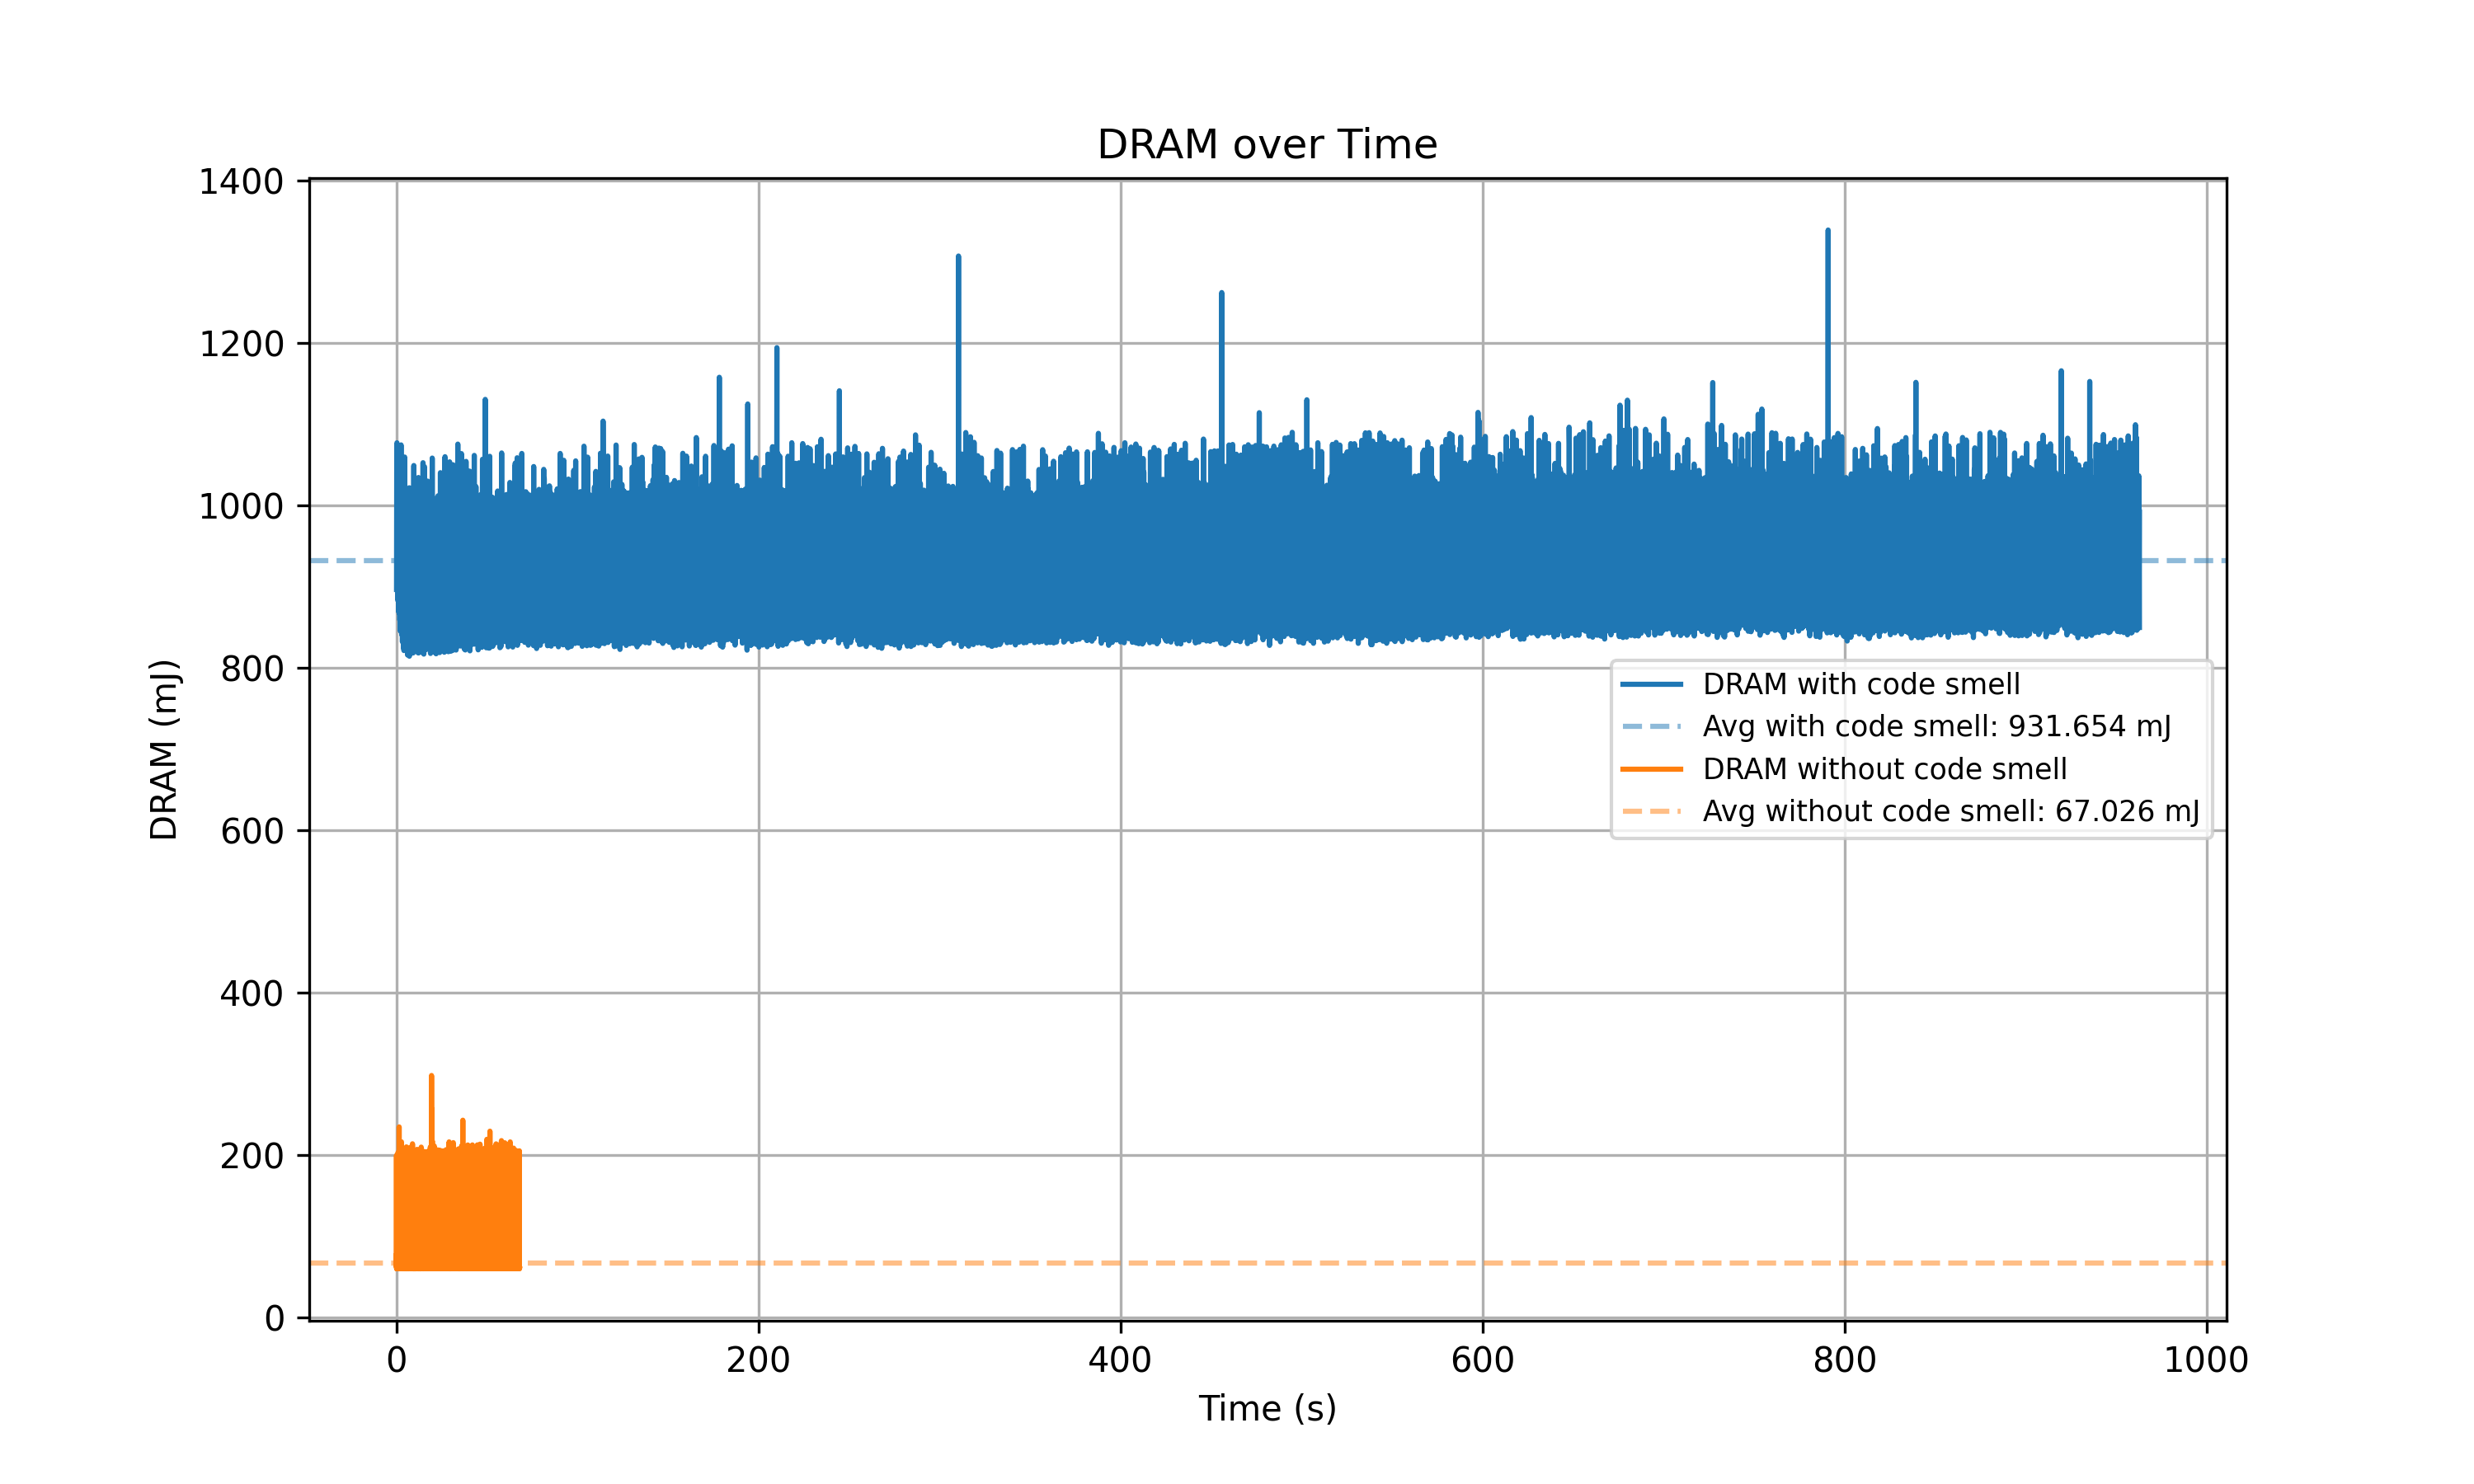 DRAM over Time
1400
1200
1000
800
600
400
200
0
DRAM (mJ)
DRAM with code smell
Avg with code smell: 931.654 mJ
DRAM without code smell
Avg without code smell: 67.026 mJ
0 200 400 600 800 1000
Time (s)